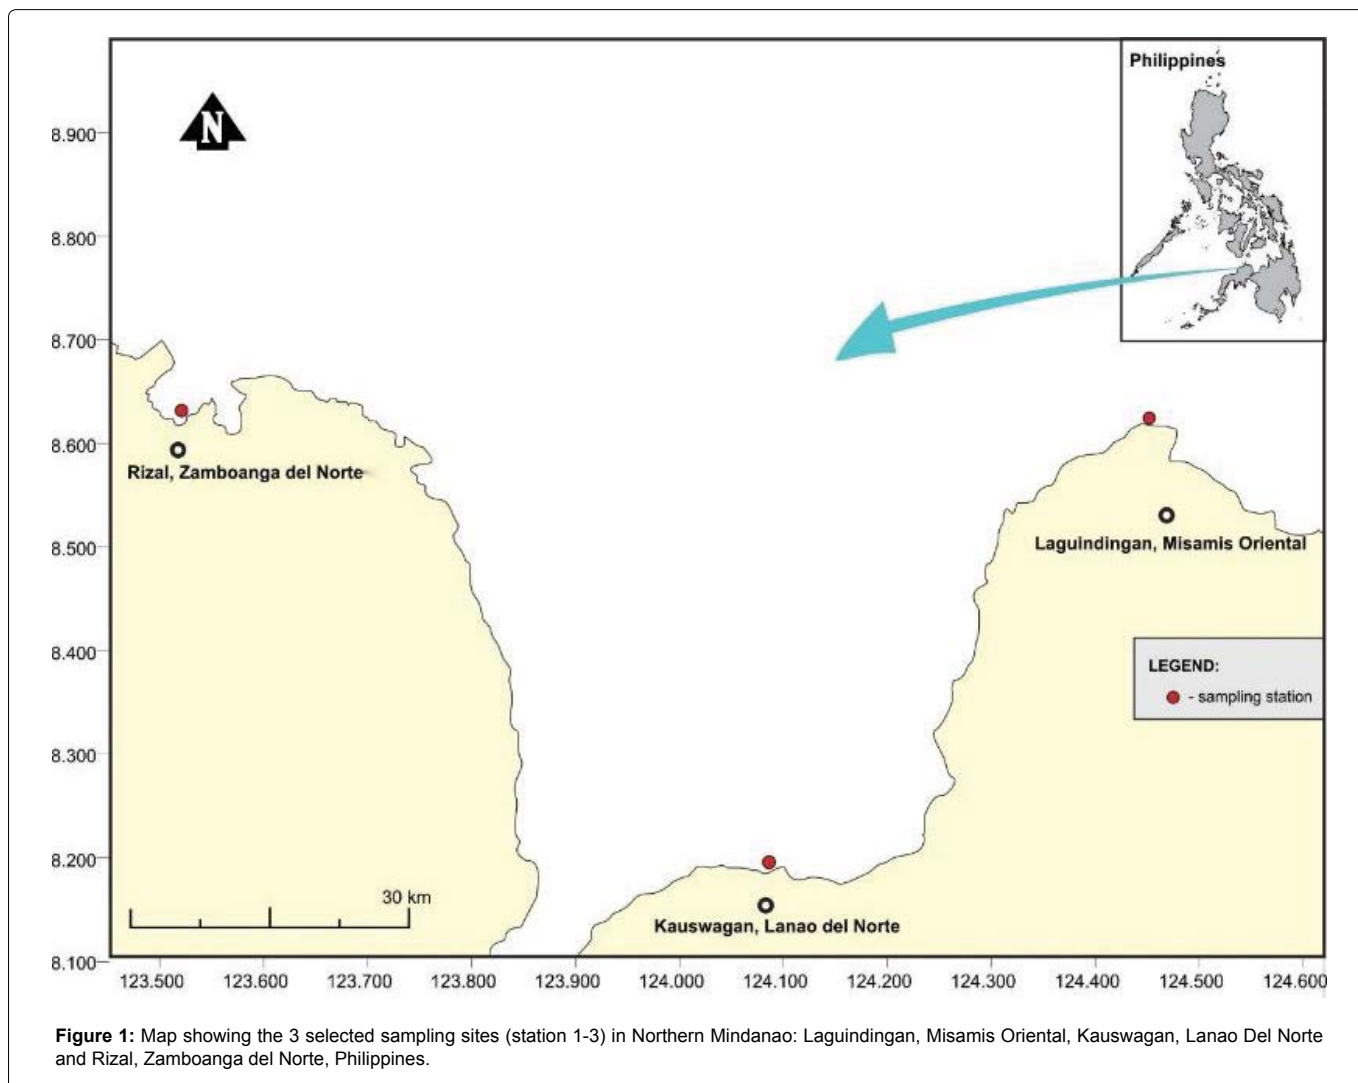 Philippines
N
8.900
8.800
8.700
8.600
8.500
8.400
8.300
8.200
8.100
Rizal, Zamboanga del Norte
Laguindingan, Misamis Oriental
LEGEND:
- sampling station
30 km
Kauswagan, Lanao del Norte
123.500 123.600 123.700 123.800 123.900 124.000 124.100 124.200 124.300 124.400 124.500 124.600
Figure 1: Map showing the 3 selected sampling sites (station 1-3) in Northern Mindanao: Laguindingan, Misamis Oriental, Kauswagan, Lanao Del Norte
and Rizal, Zamboanga del Norte, Philippines.